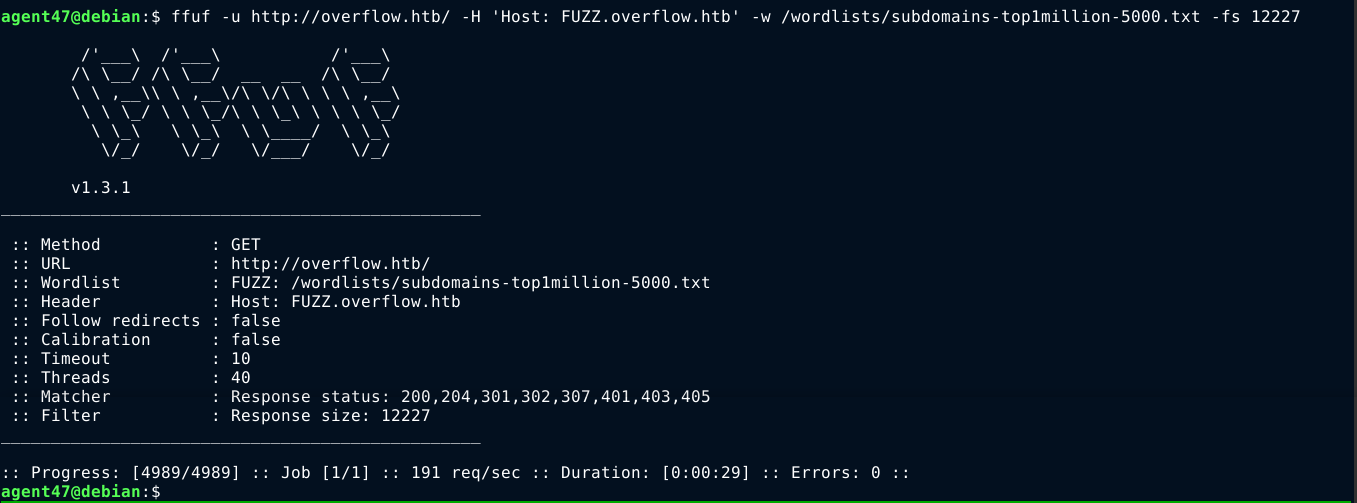 agent47@debian:$ ffuf -u http://overflow.htb/ -H 'Host: FUZZ.overflow.htb' -w /wordlists/subdomains-top1million-5000.txt -fs 12227

        /'___\  /'___\           /'___\
       /\ \__/ /\ \__/  __  __  /\ \__/
       \ \ ,__\\ \ ,__\/\ \/\ \ \ \ ,__\
        \ \ \_/ \ \ \_/\ \ \_\ \ \ \ \_/
         \ \_\   \ \_\  \ \____/  \ \_\
          \/_/    \/_/   \/___/    \/_/

       v1.3.1
________________________________________________

 :: Method           : GET
 :: URL              : http://overflow.htb/
 :: Wordlist         : FUZZ: /wordlists/subdomains-top1million-5000.txt
 :: Header           : Host: FUZZ.overflow.htb
 :: Follow redirects : false
 :: Calibration      : false
 :: Timeout          : 10
 :: Threads          : 40
 :: Matcher          : Response status: 200,204,301,302,307,401,403,405
 :: Filter           : Response size: 12227
________________________________________________

:: Progress: [4989/4989] :: Job [1/1] :: 191 req/sec :: Duration: [0:00:29] :: Errors: 0 ::
agent47@debian:$